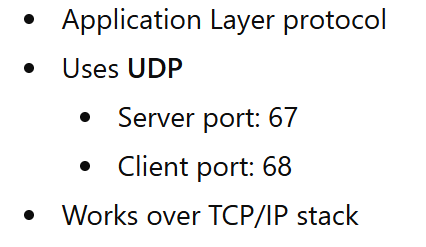 • Application Layer protocol
• Uses UDP
• Server port: 67
• Client port: 68
• Works over TCP/IP stack